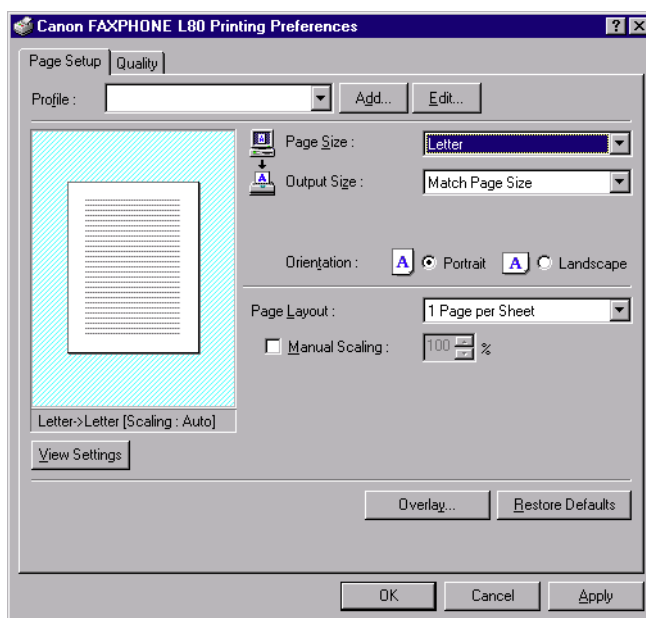 Canon FAXPHONE L80 Printing Preferences
Page Setup Quality
Profile : Add... Edit...
A Page Size : Letter
A Output Size : Match Page Size
Orientation : A Portrait A Landscape
Page Layout : 1 Page per Sheet
Manual Scaling : 100 %
Letter->Letter [Scaling : Auto]
View Settings
Overlay... Restore Defaults
OK Cancel Apply